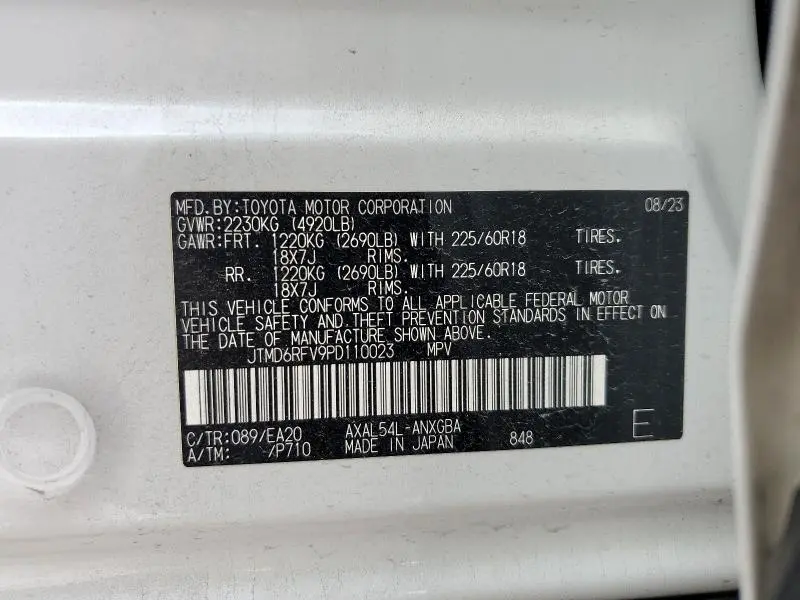 MFD.BY:TOYOTA MOTOR CORPORATION 08/23
GVWR:2230KG (4920LB)
GAWR:FRT. 1220KG (2690LB) WITH 225/60R18 TIRES.
18X7J RIMS.
RR. 1220KG (2690LB) WITH 225/60R18 TIRES.
18X7J RIMS.
THIS VEHICLE CONFORMS TO ALL APPLICABLE FEDERAL MOTOR
VEHICLE SAFETY AND THEFT PREVENTION STANDARDS IN EFFECT ON
THE DATE OF MANUFACTURE SHOWN ABOVE.
JTMD6RFV9PD110023 MPV
C/TR:089/EA20 AXAL54L-ANXGBA
A/TM: -/P710 MADE IN JAPAN 848 E